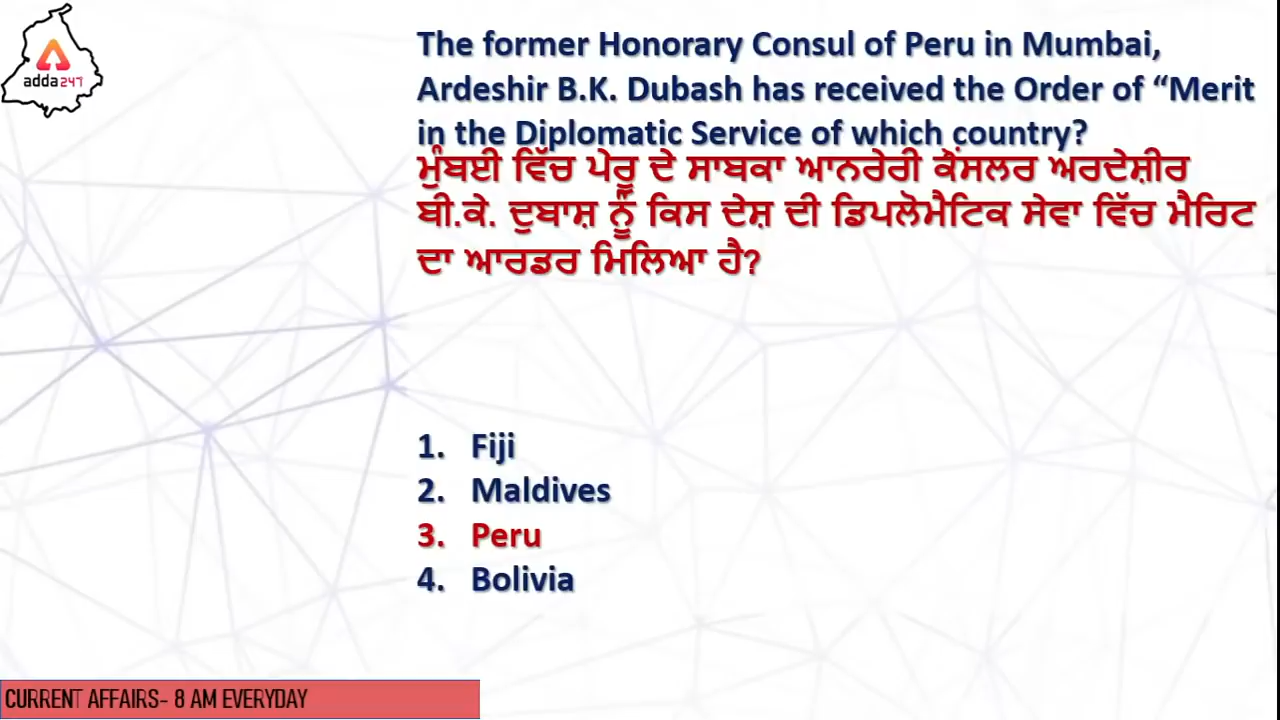 adda247
The former Honorary Consul of Peru in Mumbai,
Ardeshir B.K. Dubash has received the Order of “Merit
in the Diplomatic Service of which country?
ਮੁੰਬਈ ਵਿੱਚ ਪੇਰੂ ਦੇ ਸਾਬਕਾ ਆਨਰੇਰੀ ਕੌਂਸਲਰ ਅਰਦੇਸ਼ੀਰ
ਬੀ.ਕੇ. ਦੁਬਾਸ਼ ਨੂੰ ਕਿਸ ਦੇਸ਼ ਦੀ ਡਿਪਲੋਮੈਟਿਕ ਸੇਵਾ ਵਿੱਚ ਮੈਰਿਟ
ਦਾ ਆਰਡਰ ਮਿਲਿਆ ਹੈ?
1. Fiji
2. Maldives
3. Peru
4. Bolivia
CURRENT AFFAIRS- 8 AM EVERYDAY